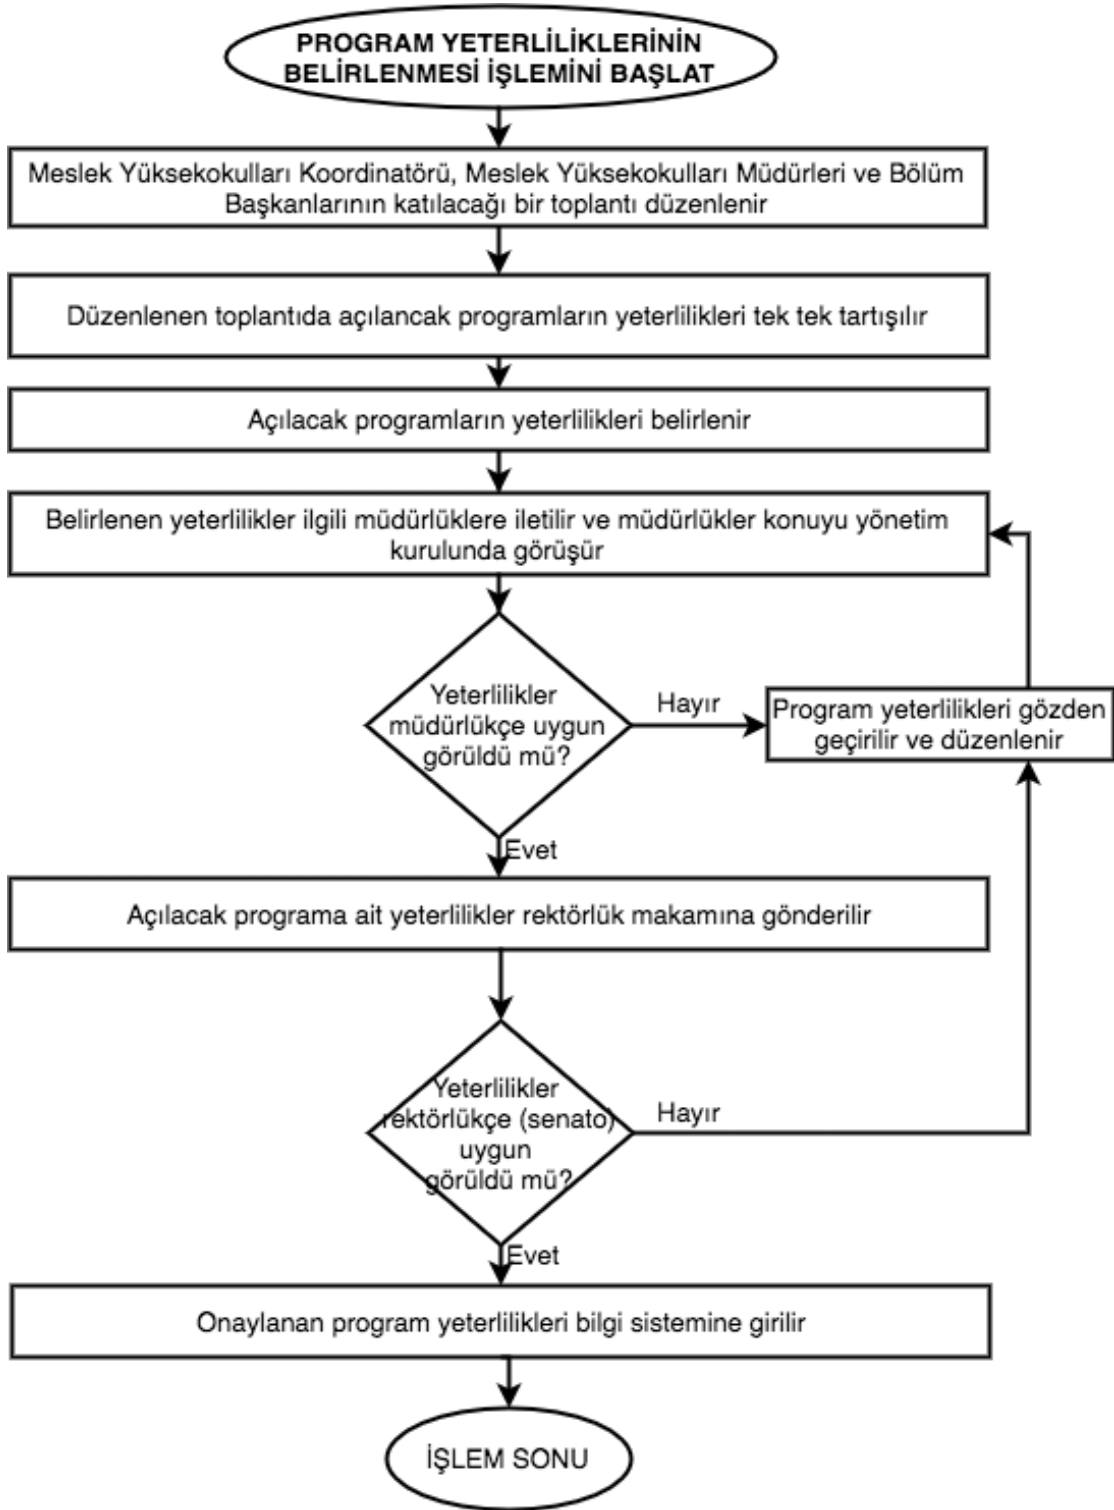 PROGRAM YETERLİLİKLERİNİN
BELİRLENMESİ İŞLEMİNİ BAŞLAT
Meslek Yüksekokulları Koordinatörü, Meslek Yüksekokulları Müdürleri ve Bölüm
Başkanlarının katılacağı bir toplantı düzenlenir
Düzenlenen toplantıda açılancak programların yeterlilikleri tek tek tartışılır
Açılacak programların yeterlilikleri belirlenir
Belirlenen yeterlilikler ilgili müdürlüklere iletilir ve müdürlükler konuyu yönetim
kurulunda görüşür
Yeterlilikler
müdürlükçe uygun
görüldü mü?
Hayır
Program yeterlilikleri gözden
geçirilir ve düzenlenir
Evet
Açılacak programa ait yeterlilikler rektörlük makamına gönderilir
Yeterlilikler
rektörlükçe (senato)
uygun
görüldü mü?
Hayır
Evet
Onaylanan program yeterlilikleri bilgi sistemine girilir
İŞLEM SONU